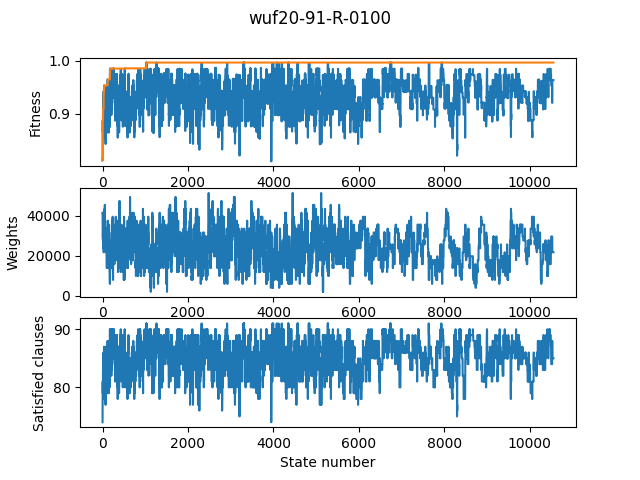 wuf20-91-R-0100
1.0
0.9
Fitness
0 2000 4000 6000 8000 10000
40000
20000
0
Weights
0 2000 4000 6000 8000 10000
90
80
Satisfied clauses
0 2000 4000 6000 8000 10000
State number